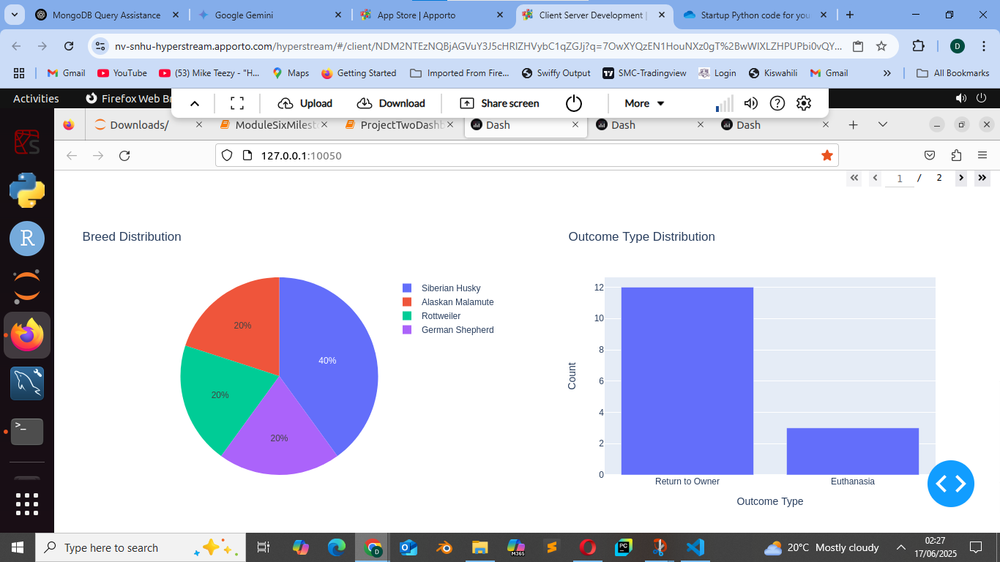 MongoDB Query Assistance
Google Gemini
App Store | Apporto
Client Server Development |
Startup Python code for you
nv-snhu-hyperstream.apporto.com/hyperstream/#/client/NDM2NTEzNQBjAGVuY3J5cHRlZHVybC1qZGJj?q=7OwXYQzEN1HouNXz0gT%2BwWlXLZHPUPbi0vQY...
D
Gmail
YouTube
(53) Mike Teezy - "H...
Maps
Getting Started
Imported From Fire...
Swiffy Output
SMC-Tradingview
Login
Kiswahili
Gmail
All Bookmarks
Activities
Firefox Web Br
Upload
Download
Share screen
More
Downloads/
ModuleSixMilest
ProjectTwoDashb
Dash
Dash
Dash
127.0.0.1:10050
1 / 2
Breed Distribution
Siberian Husky
Alaskan Malamute
Rottweiler
German Shepherd
20%
40%
20%
20%
Outcome Type Distribution
12
10
8
6
4
2
0
Count
Return to Owner
Euthanasia
Outcome Type
Type here to search
20°C Mostly cloudy
02:27
17/06/2025